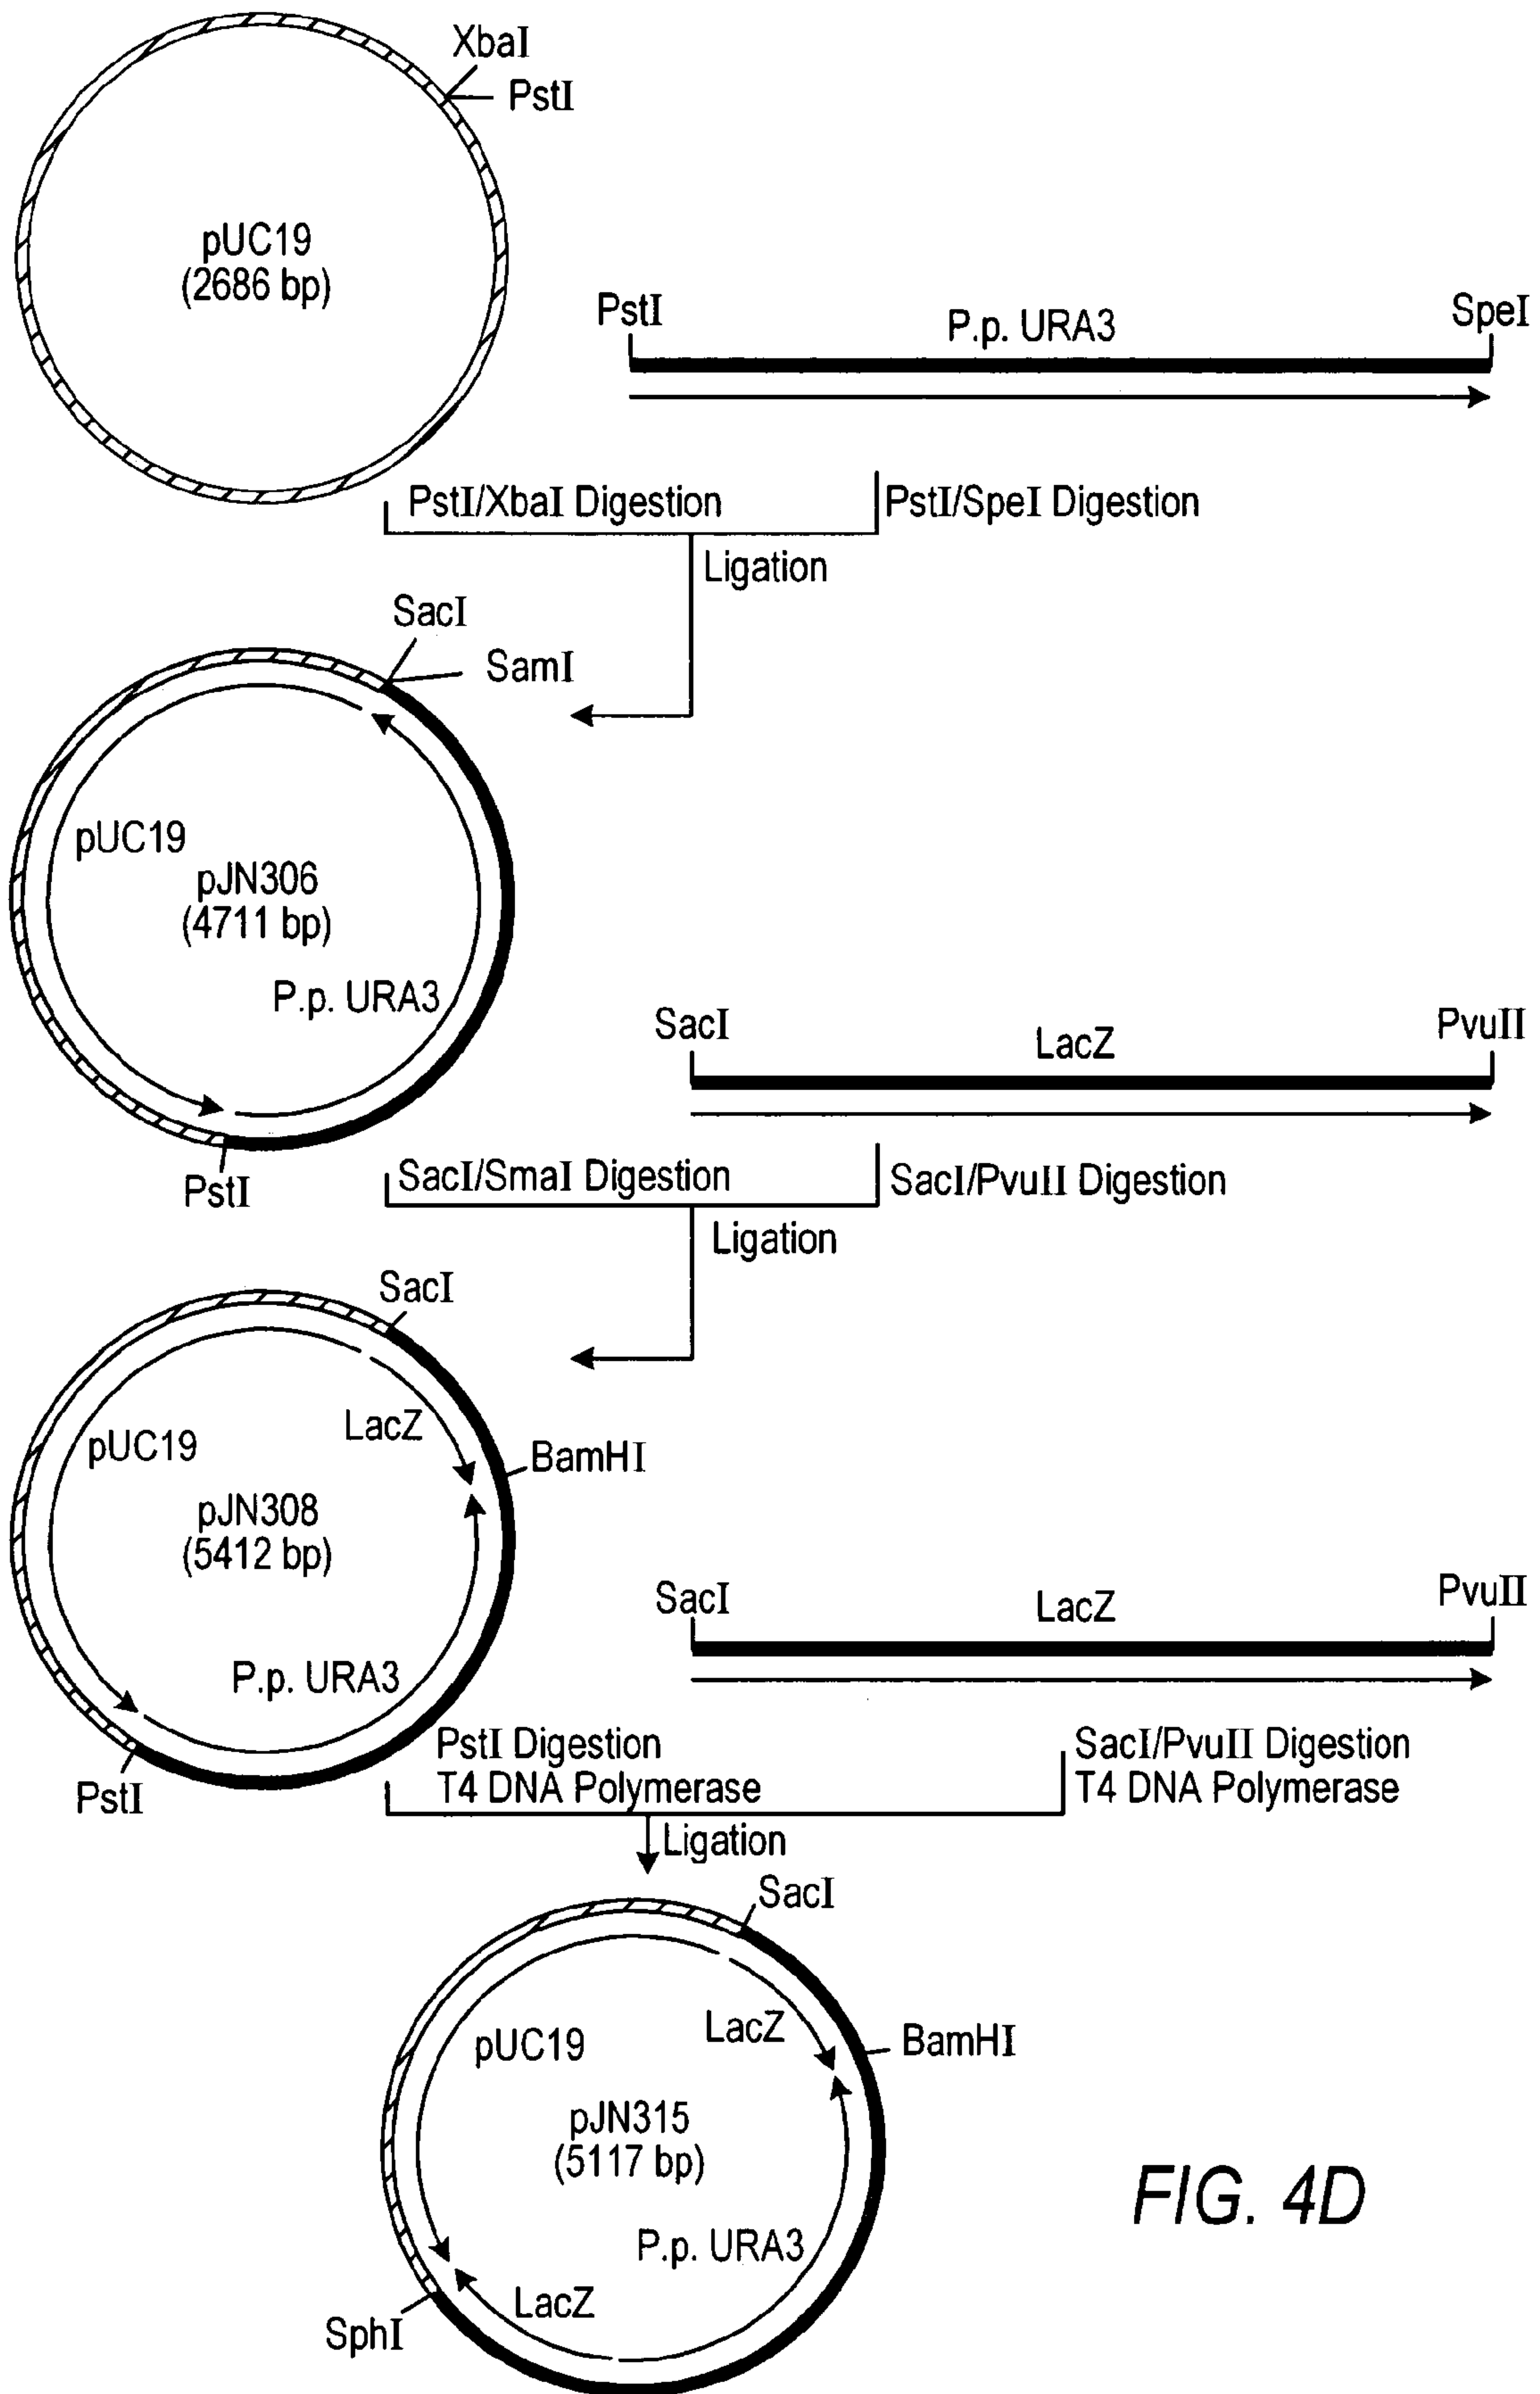 XbaI
PstI
pUC19
(2686 bp)
PstI
P.p. URA3
SpeI
PstI/XbaI Digestion
PstI/SpeI Digestion
Ligation
SacI
SamI
pUC19
pJN306
(4711 bp)
P.p. URA3
PstI
SacI
LacZ
PvuII
SacI/SmaI Digestion
SacI/PvuII Digestion
Ligation
SacI
LacZ
pUC19
BamHI
pJN308
(5412 bp)
P.p. URA3
PstI
SacI
LacZ
PvuII
PstI Digestion
T4 DNA Polymerase
SacI/PvuII Digestion
T4 DNA Polymerase
Ligation
SacI
LacZ
BamHI
pUC19
pJN315
(5117 bp)
P.p. URA3
LacZ
SphI
FIG. 4D